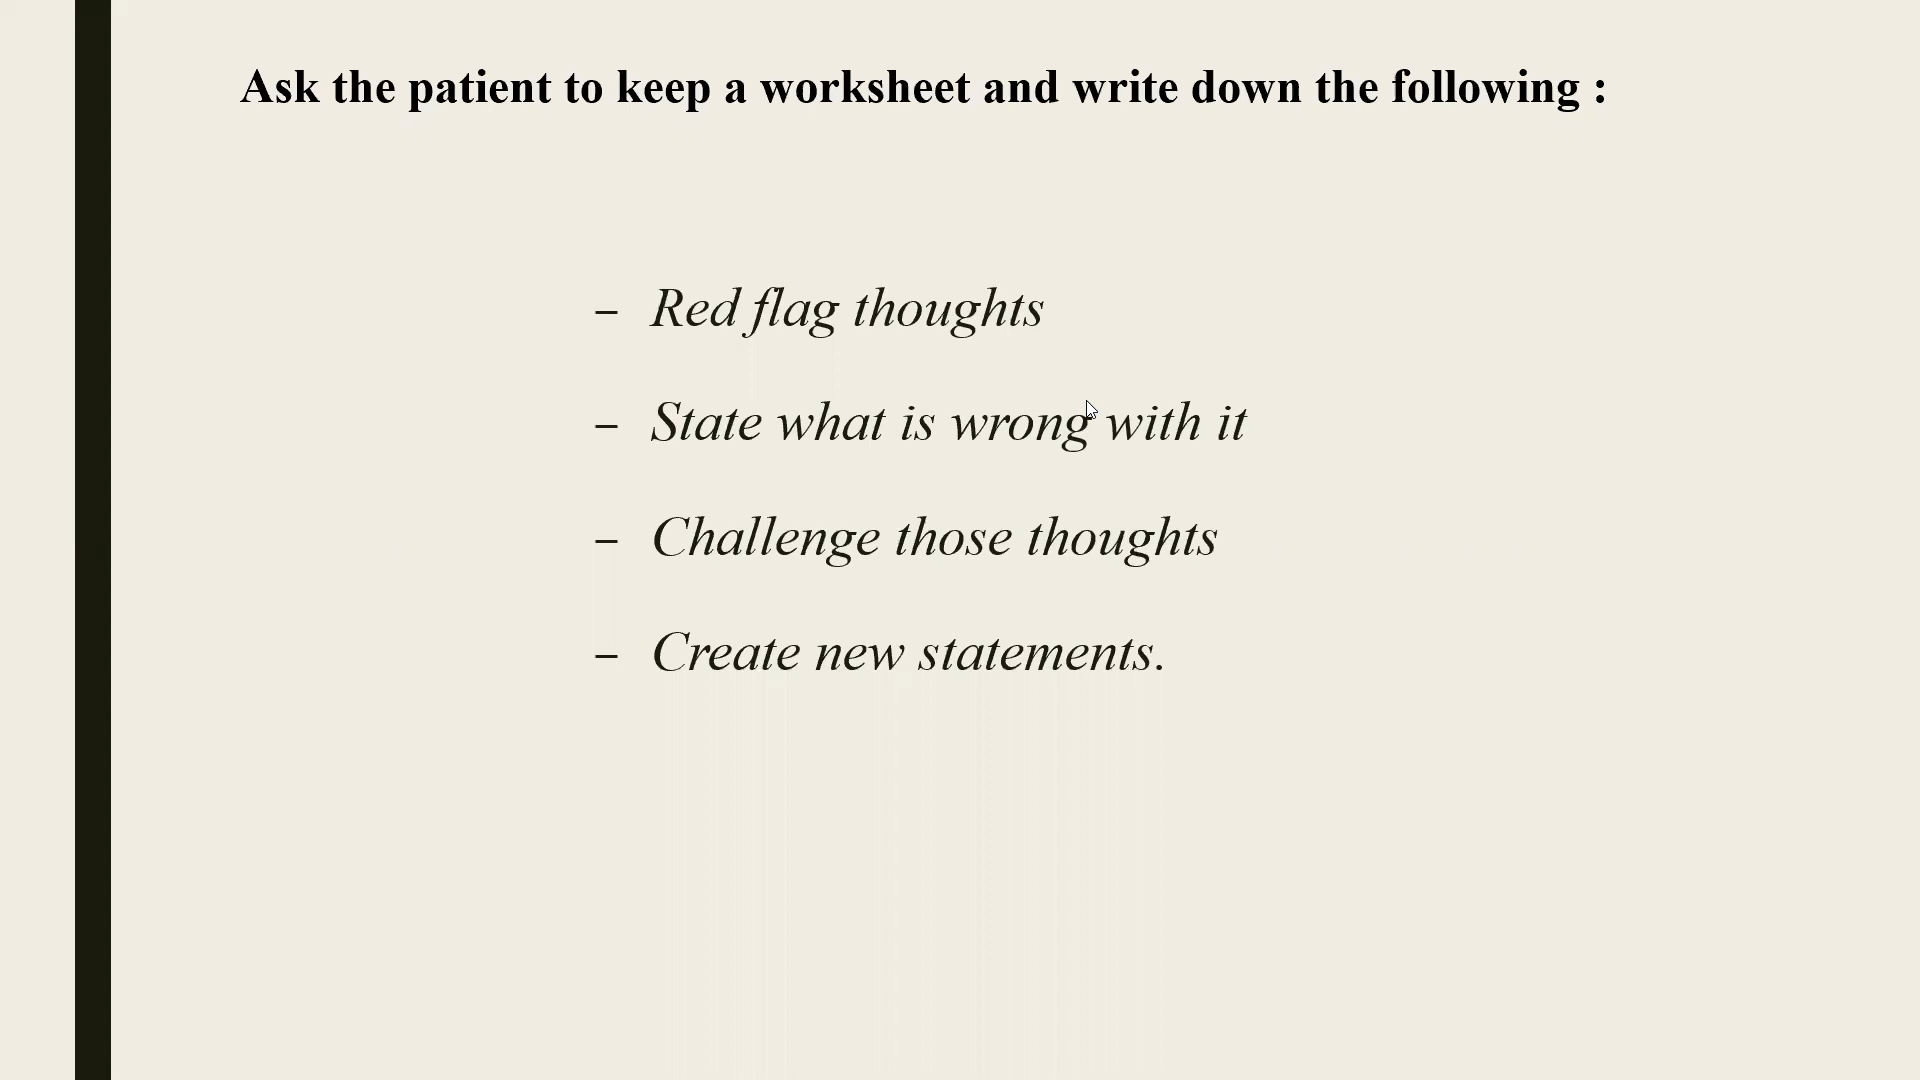 Ask the patient to keep a worksheet and write down the following :
– Red flag thoughts
– State what is wrong with it
– Challenge those thoughts
– Create new statements.